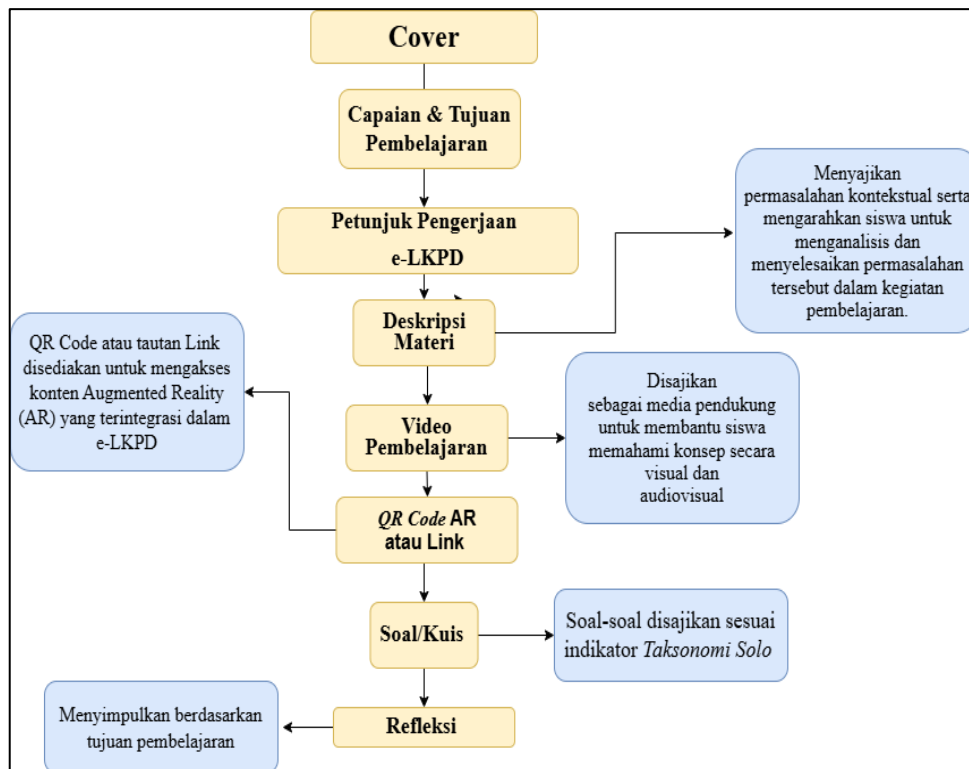 Cover
Capaian & Tujuan
Pembelajaran
Petunjuk Pengerjaan
e-LKPD
Menyajikan
permasalahan kontekstual serta
mengarahkan siswa untuk
menganalisis dan
menyelesaikan permasalahan
tersebut dalam kegiatan
pembelajaran.
Deskripsi
Materi
QR Code atau tautan Link
disediakan untuk mengakses
konten Augmented Reality
(AR) yang terintegrasi dalam
e-LKPD
Video
Pembelajaran
Disajikan
sebagai media pendukung
untuk membantu siswa
memahami konsep secara
visual dan
audiovisual
QR Code AR
atau Link
Soal/Kuis
Soal-soal disajikan sesuai
indikator Taksonomi Solo
Refleksi
Menyimpulkan berdasarkan
tujuan pembelajaran